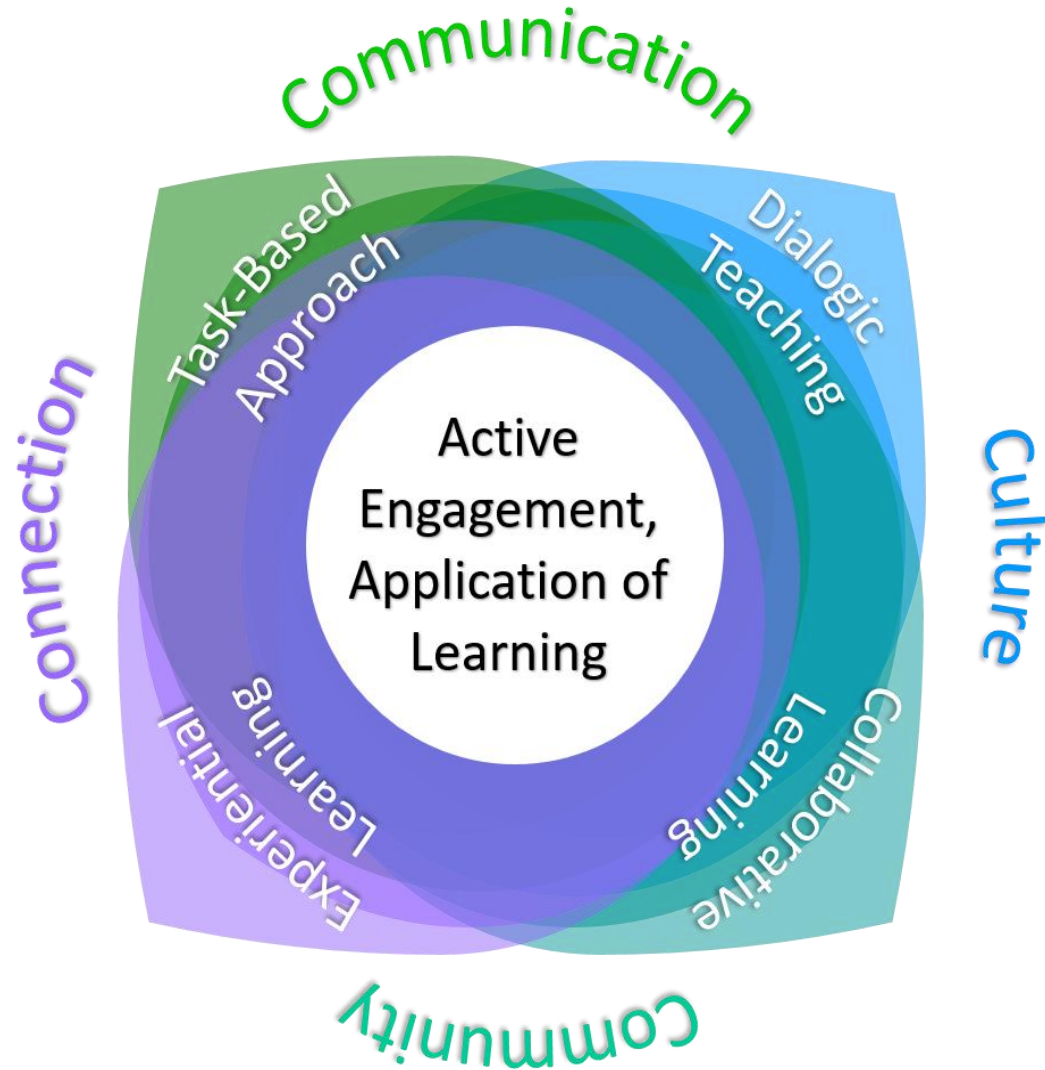 Communication
Task-Based
Approach
Dialogic
Teaching
Connection
Active
Engagement,
Application of
Learning
Culture
Experiential
Learning
Collaborative
Learning
Community